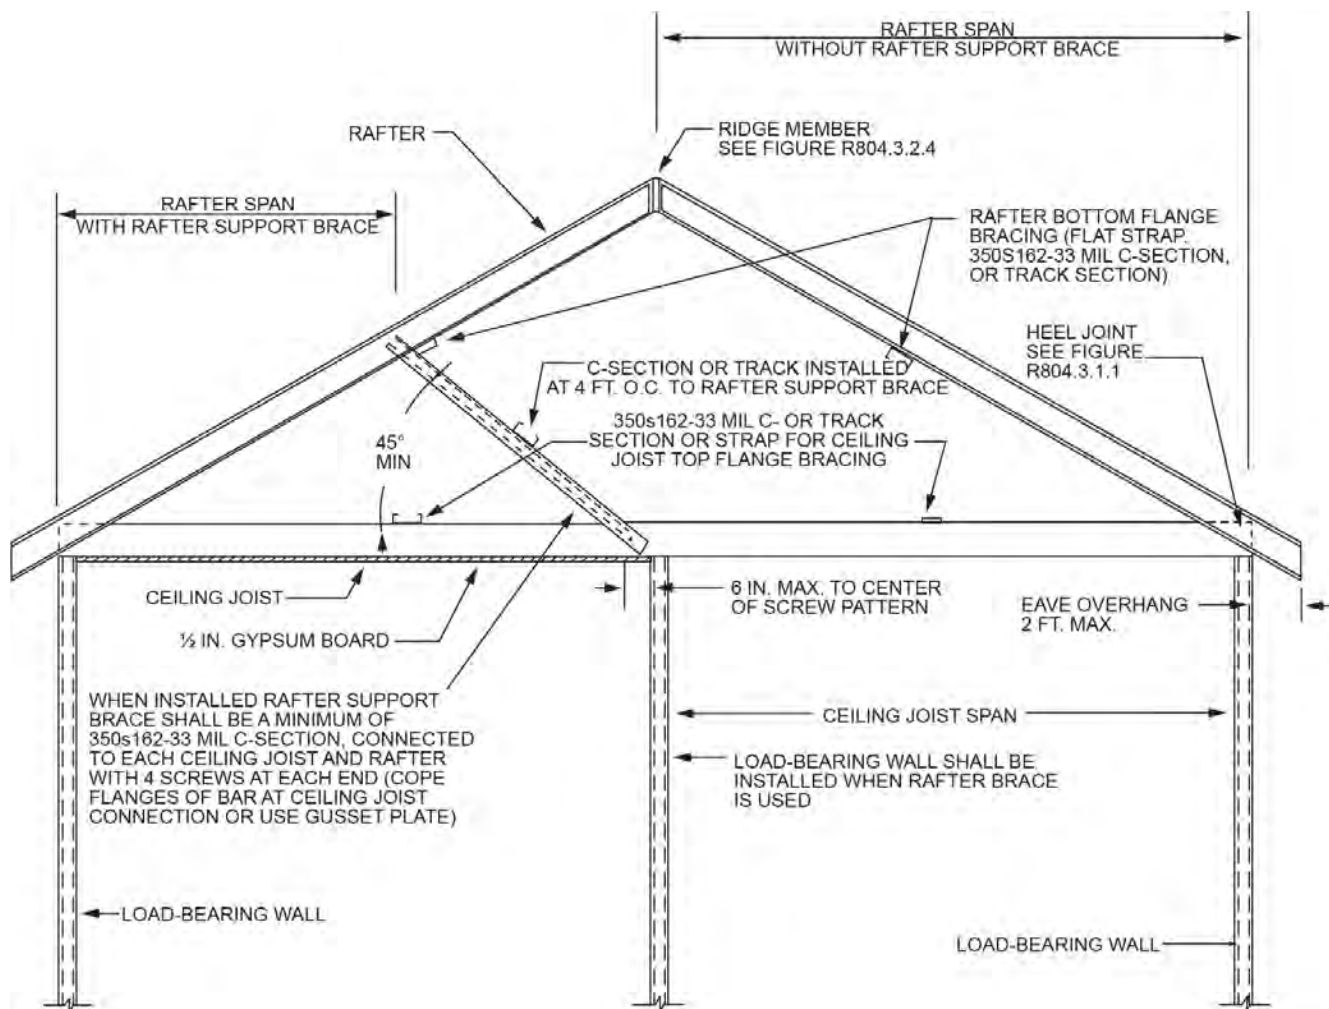 RAFTER SPAN
WITHOUT RAFTER SUPPORT BRACE
RAFTER
RIDGE MEMBER
SEE FIGURE R804.3.2.4
RAFTER SPAN
WITH RAFTER SUPPORT BRACE
RAFTER BOTTOM FLANGE
BRACING (FLAT STRAP.
350S162-33 MIL C-SECTION,
OR TRACK SECTION)
HEEL JOINT
SEE FIGURE
R804.3.1.1
C-SECTION OR TRACK INSTALLED
AT 4 FT. O.C. TO RAFTER SUPPORT BRACE
350s162-33 MIL C- OR TRACK
SECTION OR STRAP FOR CEILING
JOIST TOP FLANGE BRACING
45°
MIN
CEILING JOIST
½ IN. GYPSUM BOARD
6 IN. MAX. TO CENTER
OF SCREW PATTERN
EAVE OVERHANG
2 FT. MAX.
WHEN INSTALLED RAFTER SUPPORT
BRACE SHALL BE A MINIMUM OF
350s162-33 MIL C-SECTION, CONNECTED
TO EACH CEILING JOIST AND RAFTER
WITH 4 SCREWS AT EACH END (COPE
FLANGES OF BAR AT CEILING JOIST
CONNECTION OR USE GUSSET PLATE)
CEILING JOIST SPAN
LOAD-BEARING WALL SHALL BE
INSTALLED WHEN RAFTER BRACE
IS USED
LOAD-BEARING WALL
LOAD-BEARING WALL